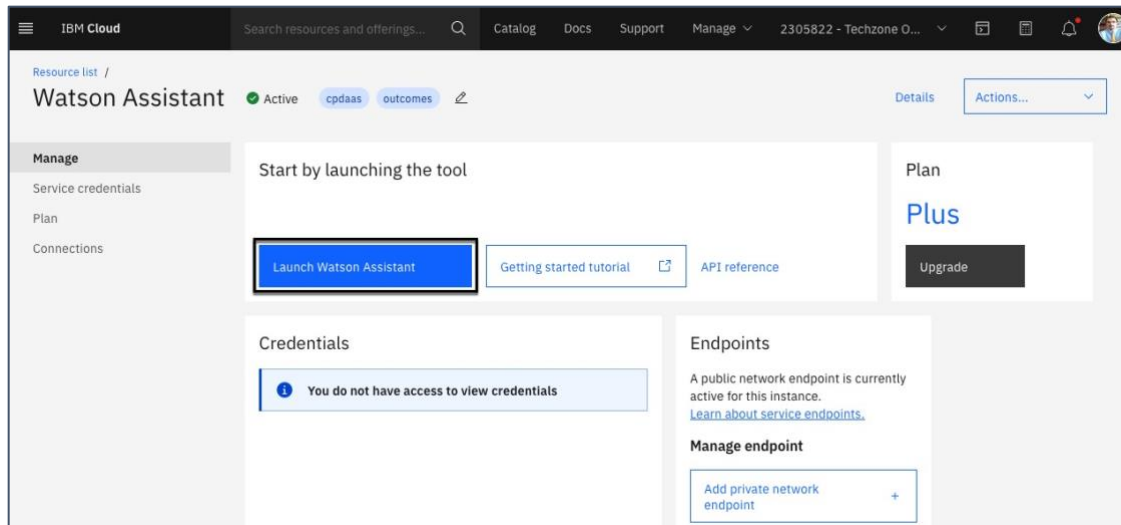 IBM Cloud
Search resources and offerings...
Catalog
Docs
Support
Manage
2305822 - Techzone O...
Resource list /
Watson Assistant
Active
cpdaas
outcomes
Details
Actions...
Manage
Service credentials
Plan
Connections
Start by launching the tool
Launch Watson Assistant
Getting started tutorial
API reference
Plan
Plus
Upgrade
Credentials
You do not have access to view credentials
Endpoints
A public network endpoint is currently
active for this instance.
Learn about service endpoints.
Manage endpoint
Add private network
endpoint
+